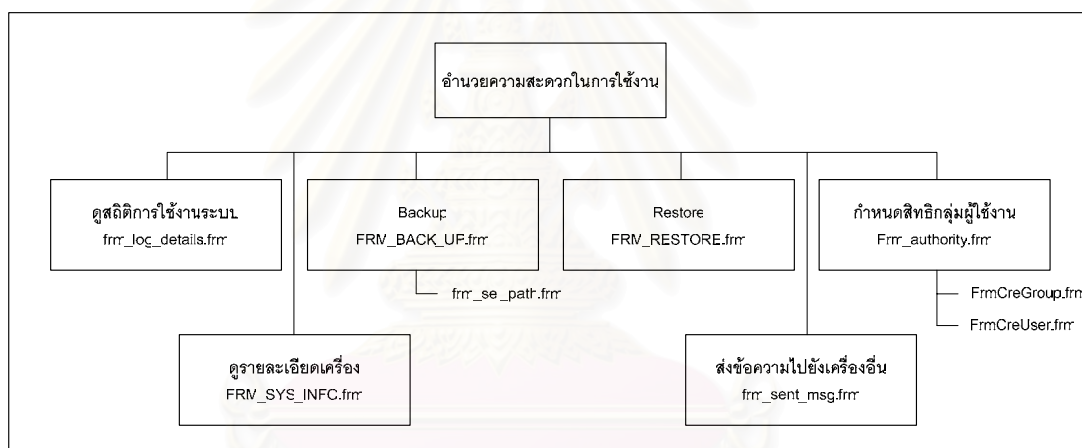 อำนวยความสะดวกในการใช้งาน
ดูสถิติการใช้งานระบบ
frm_log_details.frm
Backup
FRM_BACK_UP.frm
frm_sel_path.frm
Restore
FRM_RESTORE.frm
กำหนดสิทธิกลุ่มผู้ใช้งาน
Frm_authority.frm
FrmCreGroup.frm
FrmCreUser.frm
ดูรายละเอียดเครื่อง
FRM_SYS_INFO.frm
ส่งข้อความไปยังเครื่องอื่น
frm_sent_msg.frm